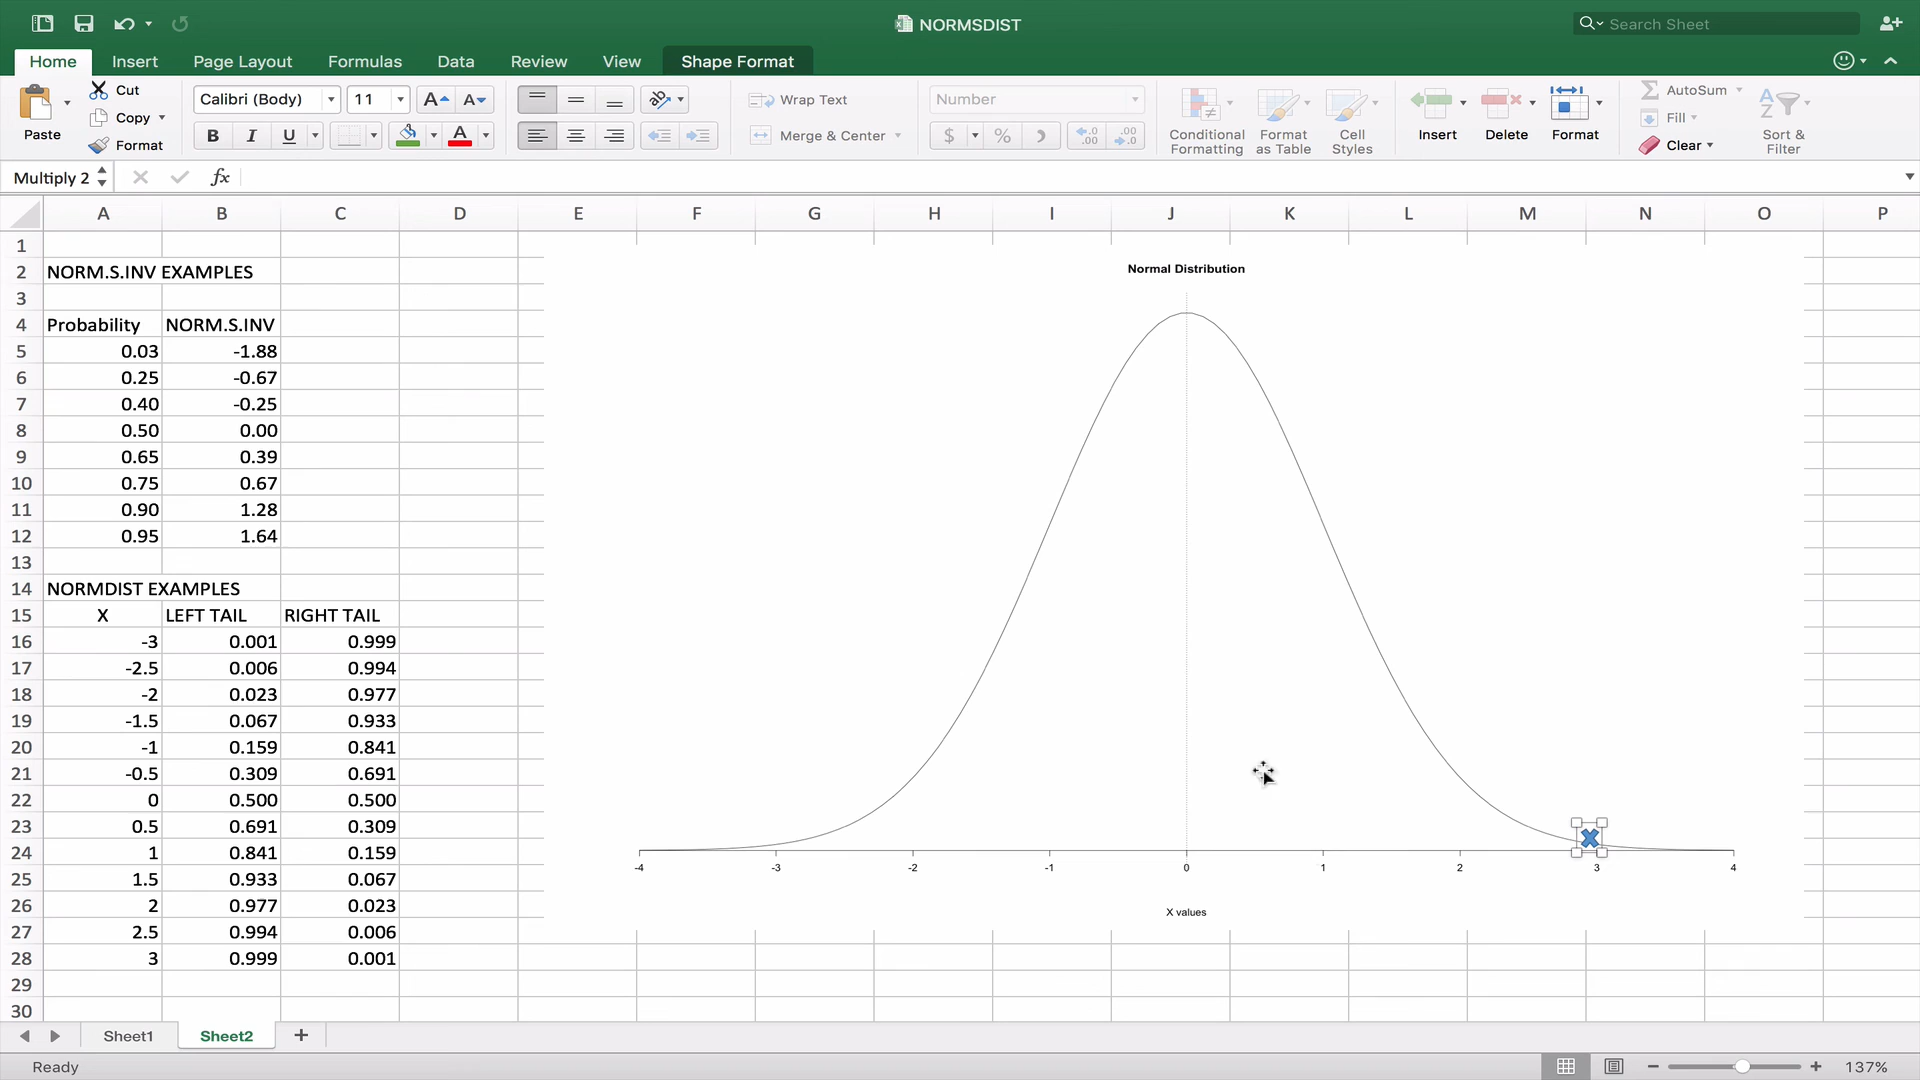 NORMSDIST
Search Sheet
Home Insert Page Layout Formulas Data Review View Shape Format
Paste
Cut
Copy
Format
Calibri (Body) 11 A A
B I U A
Wrap Text
Merge & Center
Number
$ % .0 .00 .00 .0
Conditional Formatting
Format as Table
Cell Styles
Insert
Delete
Format
AutoSum
Fill
Clear
Sort & Filter
Multiply 2 fx
A B C D E F G H I J K L M N O P
1
2 NORM.S.INV EXAMPLES
3
4 Probability NORM.S.INV
5 0.03 -1.88
6 0.25 -0.67
7 0.40 -0.25
8 0.50 0.00
9 0.65 0.39
10 0.75 0.67
11 0.90 1.28
12 0.95 1.64
13
14 NORMDIST EXAMPLES
15 X LEFT TAIL RIGHT TAIL
16 -3 0.001 0.999
17 -2.5 0.006 0.994
18 -2 0.023 0.977
19 -1.5 0.067 0.933
20 -1 0.159 0.841
21 -0.5 0.309 0.691
22 0 0.500 0.500
23 0.5 0.691 0.309
24 1 0.841 0.159
25 1.5 0.933 0.067
26 2 0.977 0.023
27 2.5 0.994 0.006
28 3 0.999 0.001
29
30
Normal Distribution
-4 -3 -2 -1 0 1 2 3 4
X values
Sheet1 Sheet2 +
Ready
137%